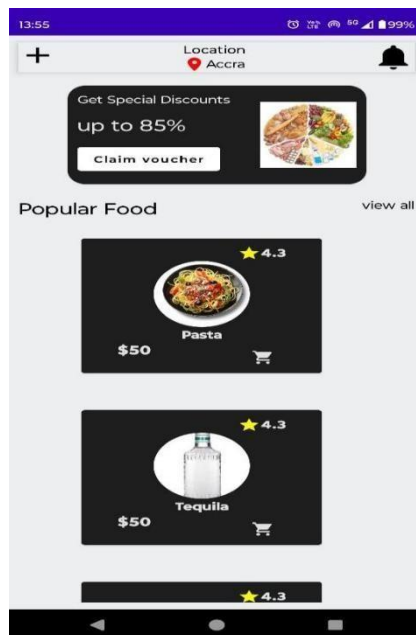 13:55
5G 99%
Location
Accra
Get Special Discounts
up to 85%
Claim voucher
Popular Food
view all
4.3
Pasta
$50
4.3
Tequila
$50
4.3